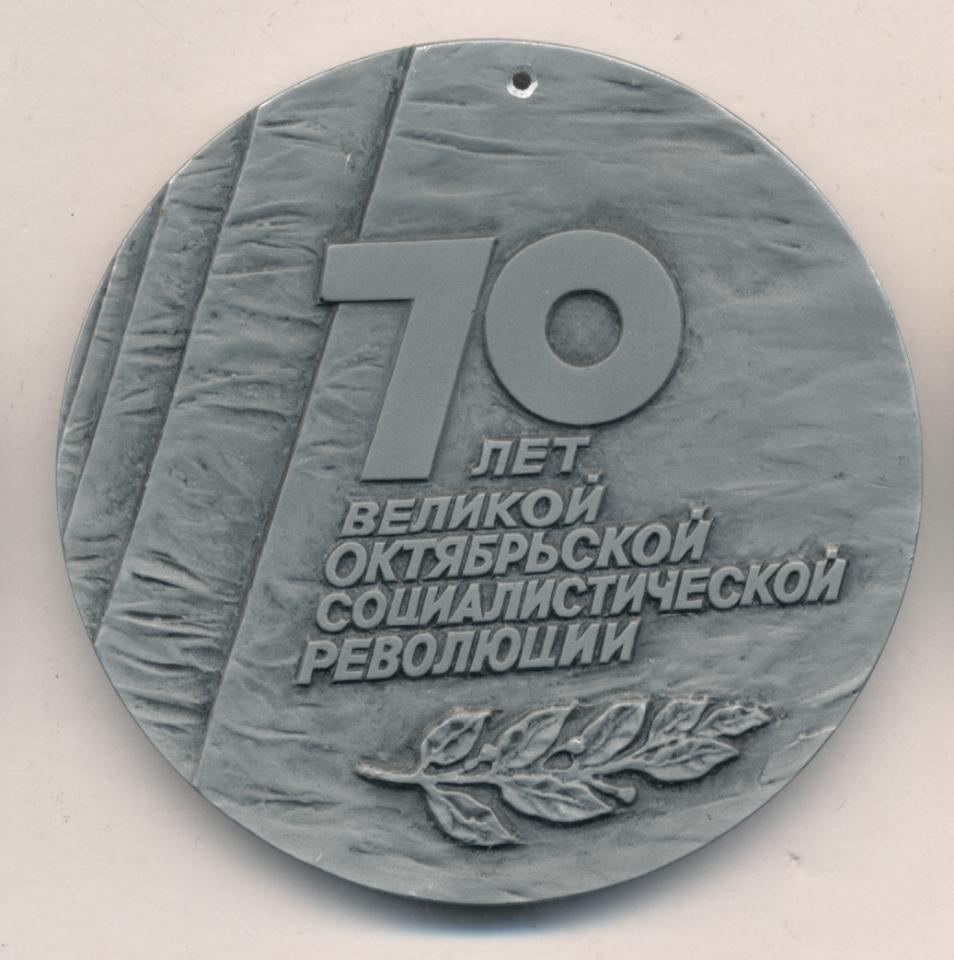 70
ЛЕТ
ВЕЛИКОЙ
ОКТЯБРЬСКОЙ
СОЦИАЛИСТИЧЕСКОЙ
РЕВОЛЮЦИИ